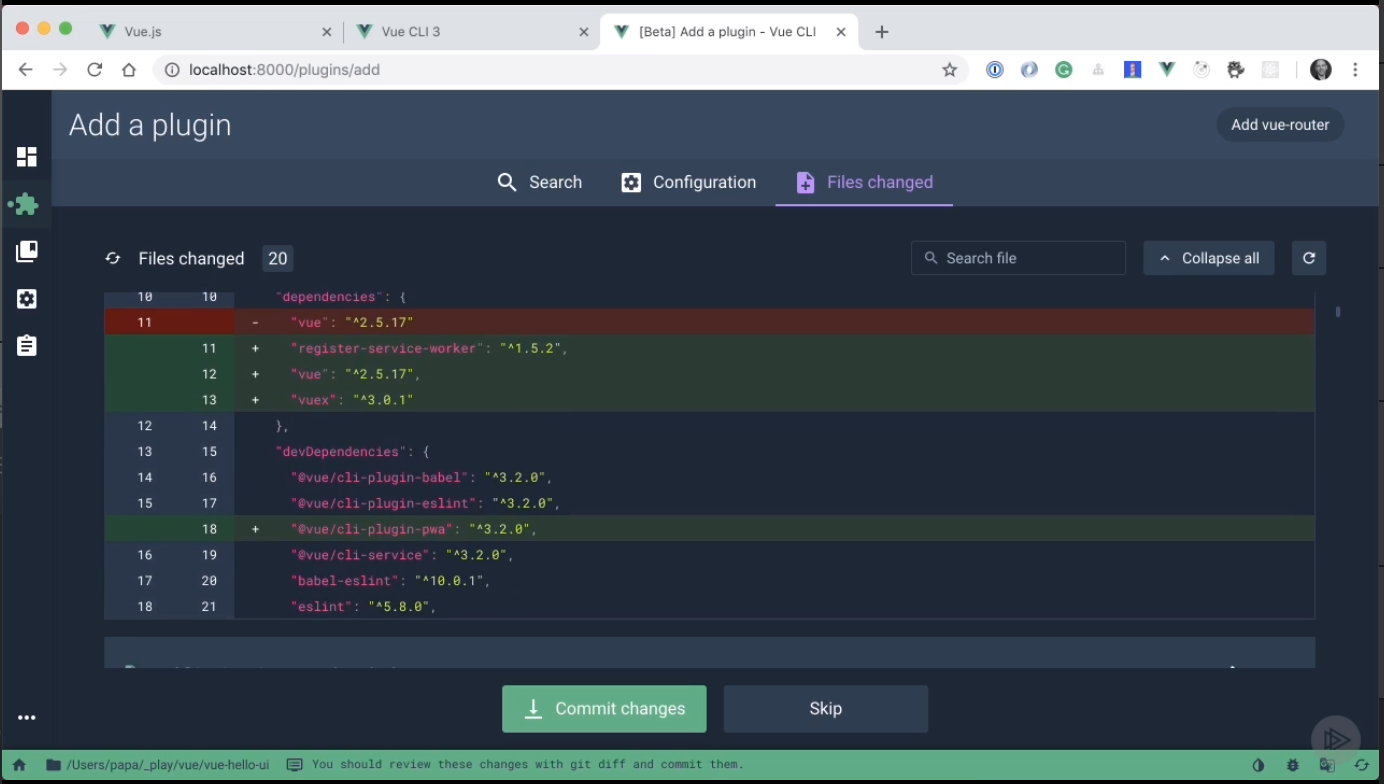 Vue.js
Vue CLI 3
[Beta] Add a plugin - Vue CLI
localhost:8000/plugins/add
Add a plugin
Add vue-router
Search
Configuration
Files changed
Files changed 20
Search file
Collapse all
10 10 "dependencies": {
11 - "vue": "^2.5.17"
11 + "register-service-worker": "^1.5.2",
12 + "vue": "^2.5.17",
13 + "vuex": "^3.0.1"
12 14 },
13 15 "devDependencies": {
14 16 "@vue/cli-plugin-babel": "^3.2.0",
15 17 "@vue/cli-plugin-eslint": "^3.2.0",
18 + "@vue/cli-plugin-pwa": "^3.2.0",
16 19 "@vue/cli-service": "^3.2.0",
17 20 "babel-eslint": "^10.0.1",
18 21 "eslint": "^5.8.0",
Commit changes
Skip
/Users/papa/_play/vue/vue-hello-ui
You should review these changes with git diff and commit them.